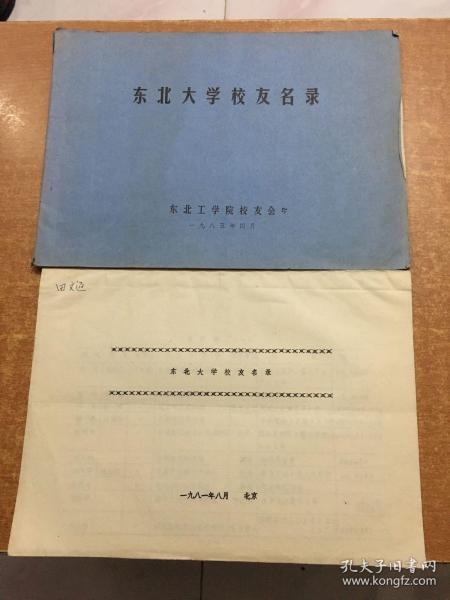 东北大学校友名录
东北工学院校友会印
一九八五年四月
田文
东北大学校友名录
一九八一年八月 北京
孔夫子旧书网
www.kongfz.com